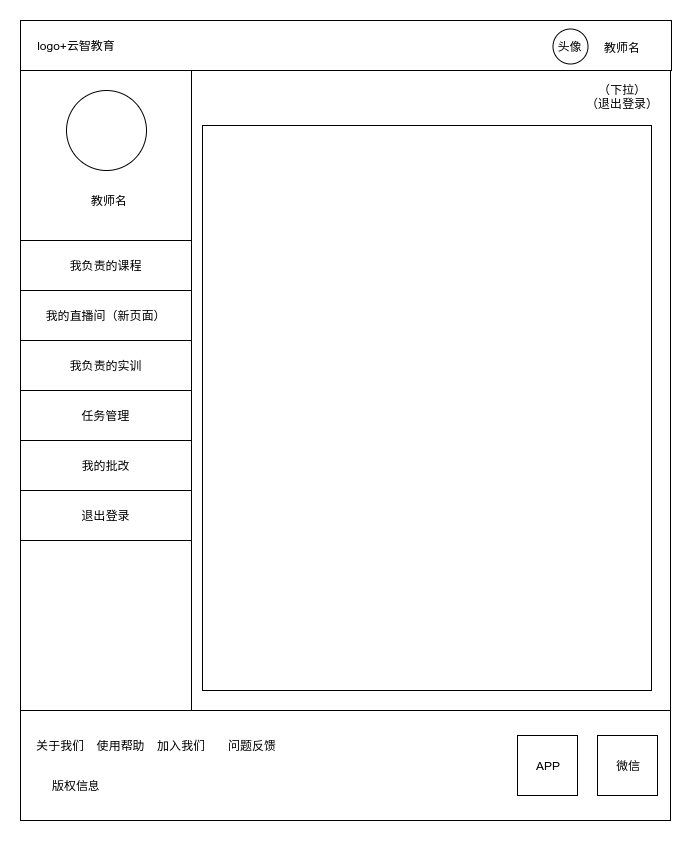 logo+云智教育
头像 教师名
（下拉）
（退出登录）
教师名
我负责的课程
我的直播间（新页面）
我负责的实训
任务管理
我的批改
退出登录
关于我们 使用帮助 加入我们 问题反馈
版权信息
APP
微信